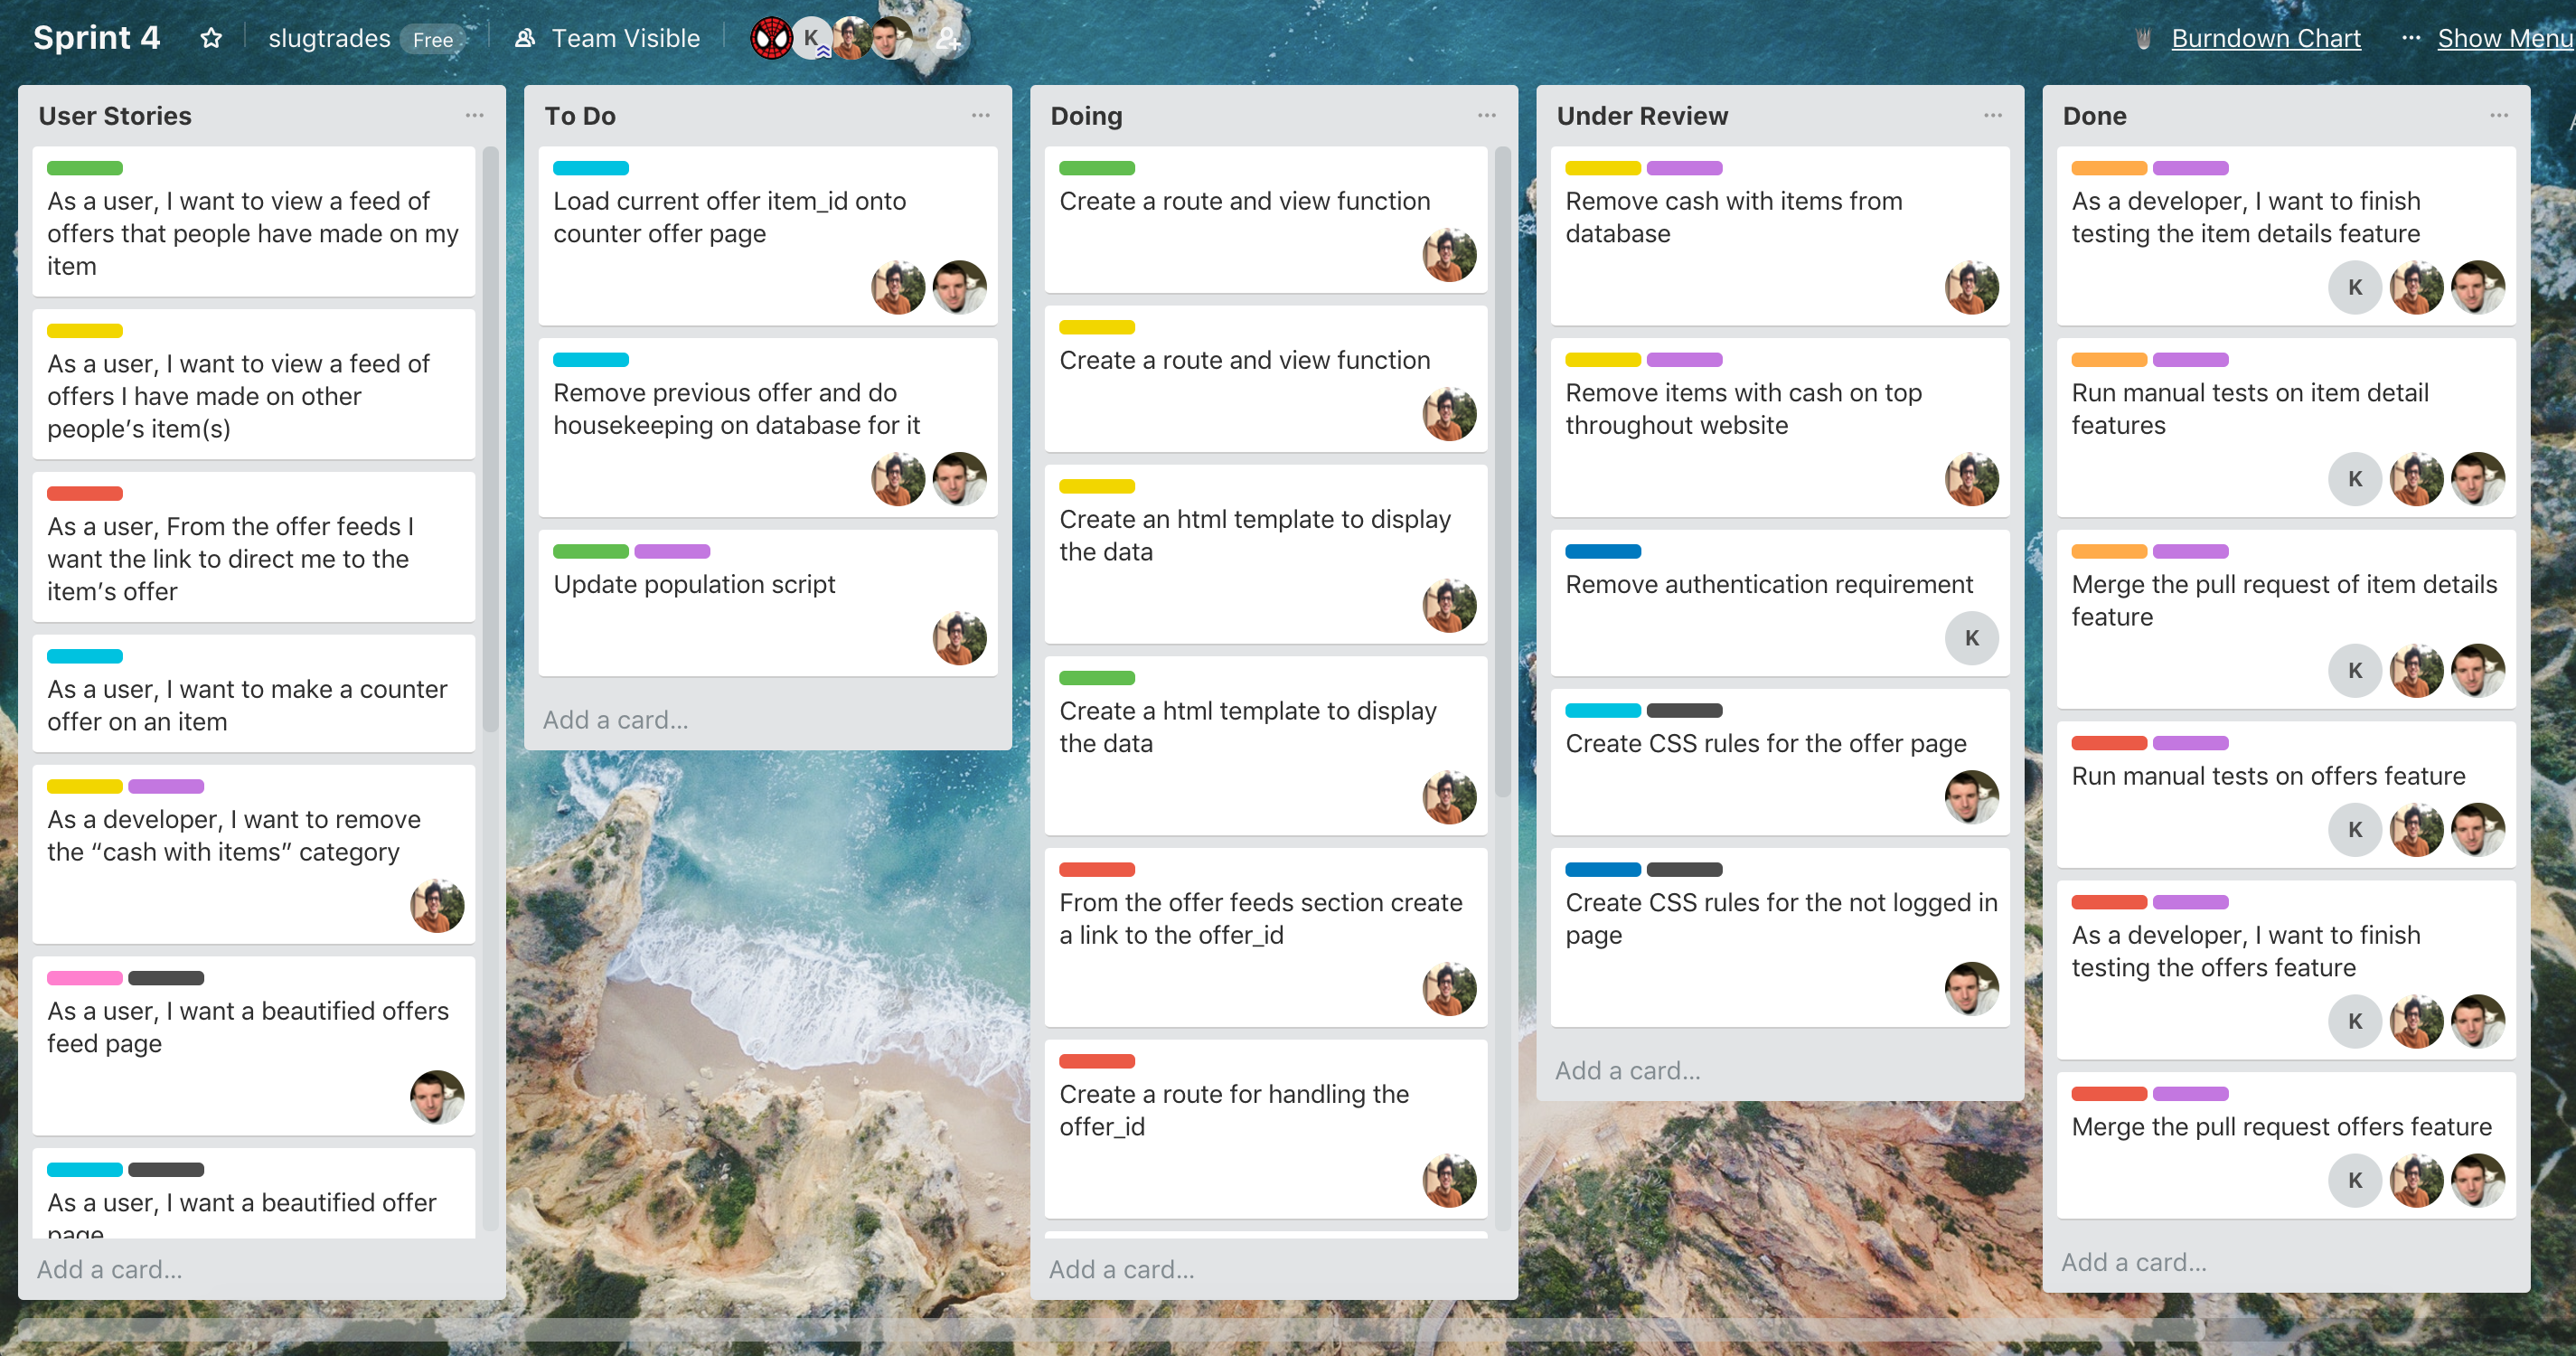 Sprint 4
slugtrades Free
Team Visible
K
Burndown Chart
... Show Menu
User Stories
As a user, I want to view a feed of
offers that people have made on my
item
As a user, I want to view a feed of
offers I have made on other
people’s item(s)
As a user, From the offer feeds I
want the link to direct me to the
item’s offer
As a user, I want to make a counter
offer on an item
As a developer, I want to remove
the “cash with items” category
As a user, I want a beautified offers
feed page
As a user, I want a beautified offer
page
Add a card...
To Do
Load current offer item_id onto
counter offer page
Remove previous offer and do
housekeeping on database for it
Update population script
Add a card...
Doing
Create a route and view function
Create a route and view function
Create an html template to display
the data
Create a html template to display
the data
From the offer feeds section create
a link to the offer_id
Create a route for handling the
offer_id
Add a card...
Under Review
Remove cash with items from
database
Remove items with cash on top
throughout website
Remove authentication requirement
K
Create CSS rules for the offer page
Create CSS rules for the not logged in
page
Add a card...
Done
As a developer, I want to finish
testing the item details feature
K
Run manual tests on item detail
features
K
Merge the pull request of item details
feature
K
Run manual tests on offers feature
K
As a developer, I want to finish
testing the offers feature
K
Merge the pull request offers feature
K
Add a card...